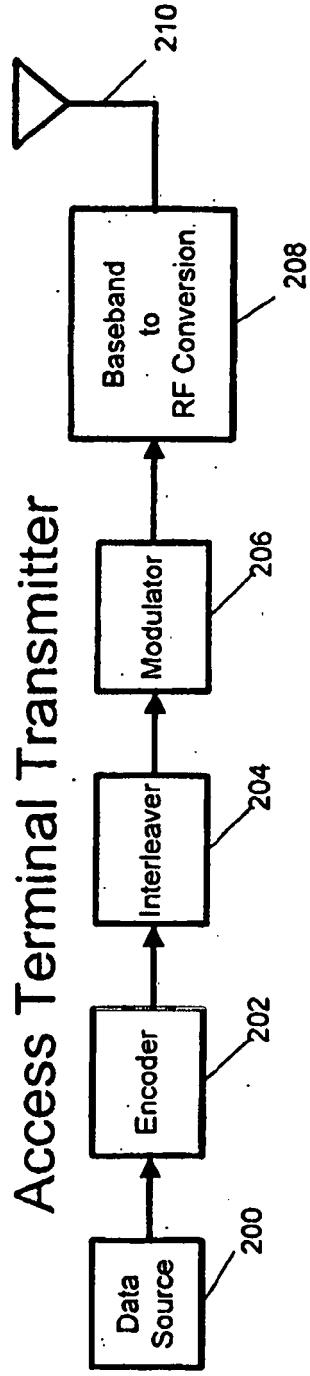 Access Terminal Transmitter
Data
Source
200
Encoder
202
Interleaver
204
Modulator
206
Baseband
to
RF Conversion.
208
210